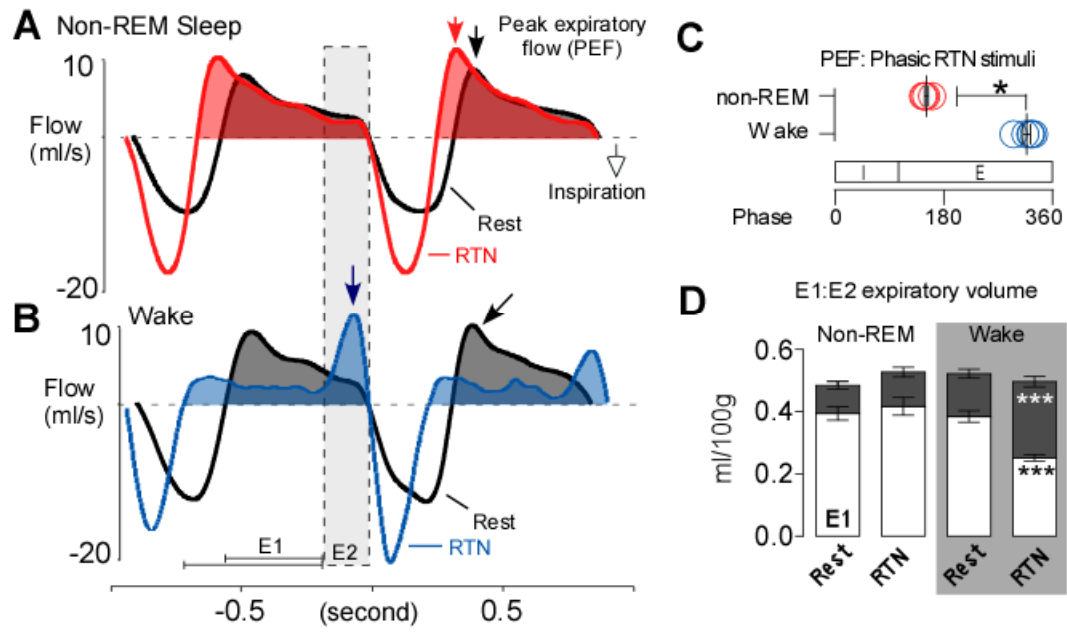 A
Non-REM Sleep
10
Flow
(ml/s)
-20
Peak expiratory
flow (PEF)
Inspiration
Rest
RTN
B
Wake
10
Flow
(ml/s)
-20
Rest
RTN
E1
E2
-0.5
(second)
0.5
C
PEF: Phasic RTN stimuli
non-REM
*
Wake
I
E
Phase
0
180
360
D
E1:E2 expiratory volume
Non-REM
Wake
0.6
0.4
0.2
0.0
ml/100g
***
***
E1
Rest
RTN
Rest
RTN